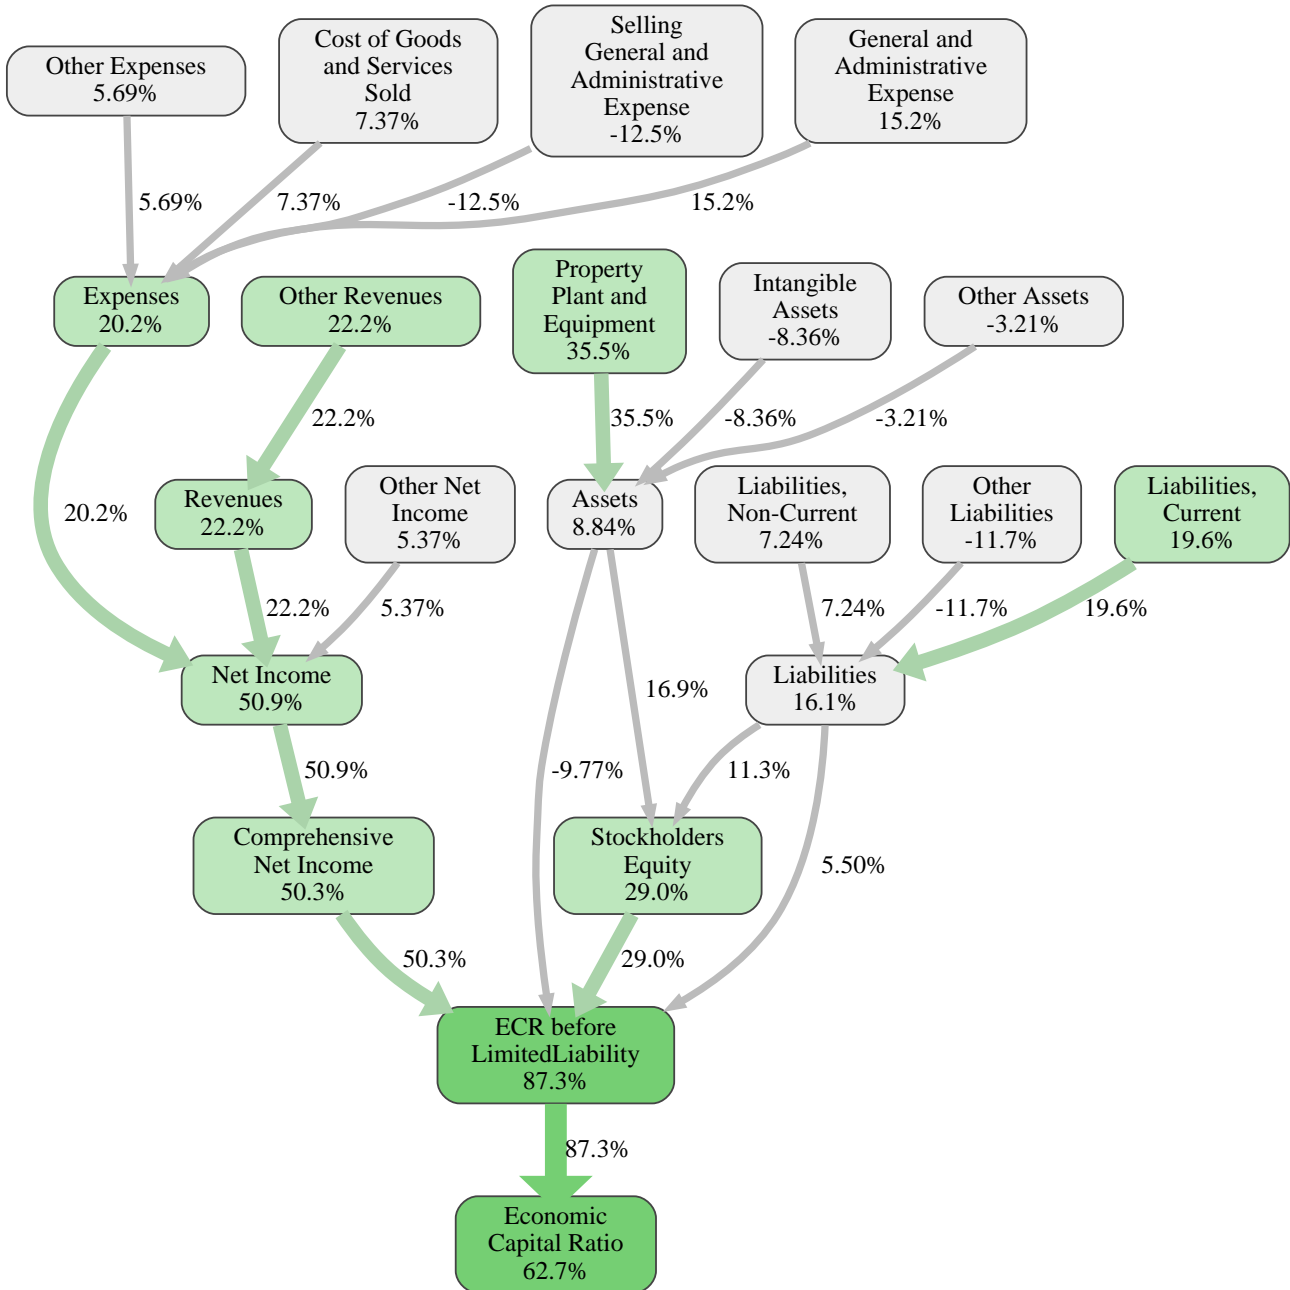 Other Expenses
5.69%
Cost of Goods
and Services
Sold
7.37%
Selling
General and
Administrative
Expense
-12.5%
General and
Administrative
Expense
15.2%
5.69%
7.37%
-12.5%
15.2%
Expenses
20.2%
Other Revenues
22.2%
Property
Plant and
Equipment
35.5%
Intangible
Assets
-8.36%
Other Assets
-3.21%
22.2%
35.5%
-8.36%
-3.21%
20.2%
Revenues
22.2%
Other Net
Income
5.37%
Assets
8.84%
Liabilities,
Non-Current
7.24%
Other
Liabilities
-11.7%
Liabilities,
Current
19.6%
22.2%
5.37%
7.24%
-11.7%
19.6%
Net Income
50.9%
16.9%
Liabilities
16.1%
50.9%
-9.77%
11.3%
Comprehensive
Net Income
50.3%
Stockholders
Equity
29.0%
5.50%
50.3%
29.0%
ECR before
LimitedLiability
87.3%
87.3%
Economic
Capital Ratio
62.7%